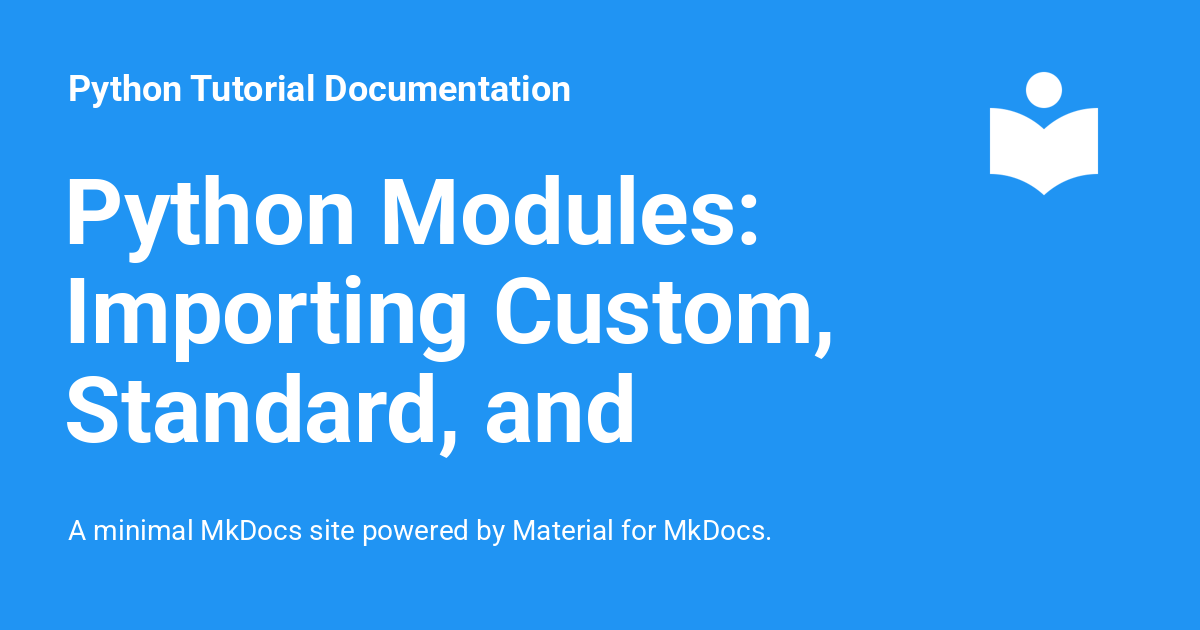 Python Tutorial Documentation
Python Modules:
Importing Custom,
Standard, and
A minimal MkDocs site powered by Material for MkDocs.